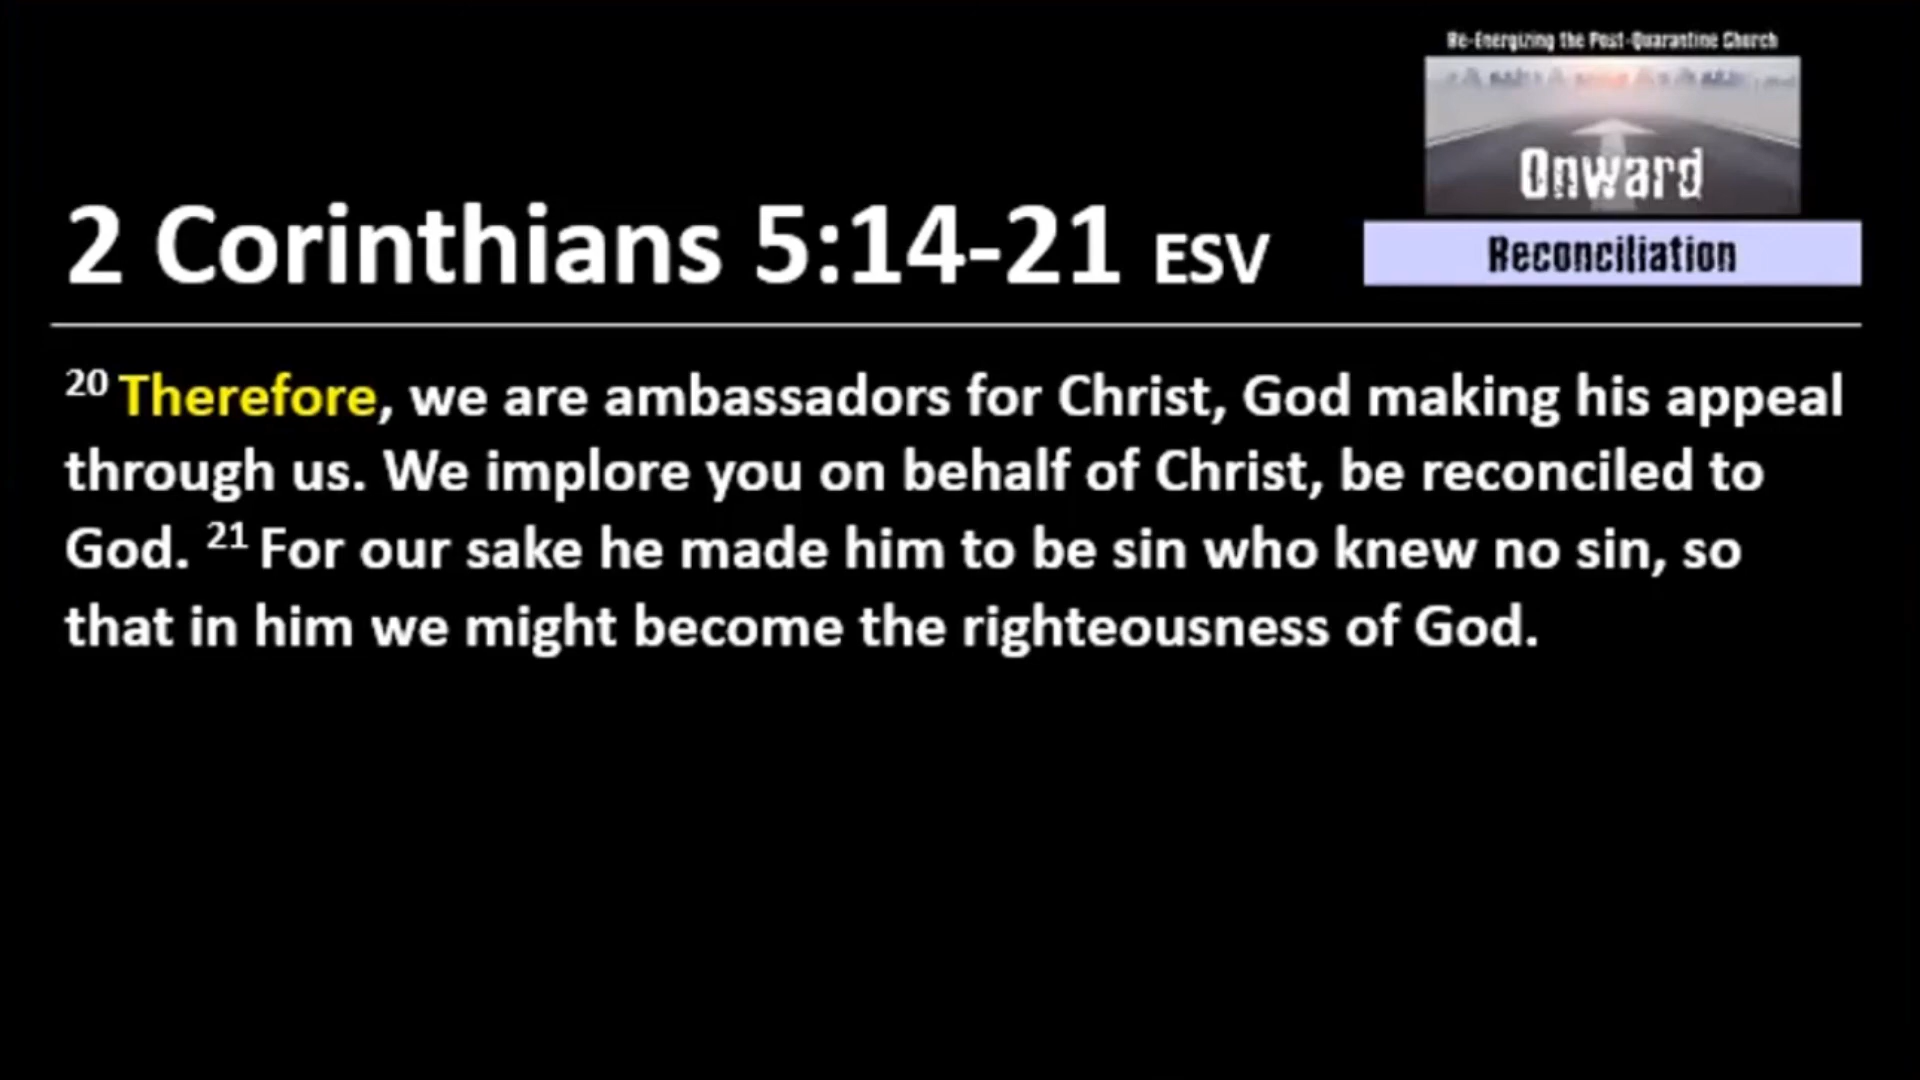 Re-Energizing the Post-Quarantine Church
Onward
2 Corinthians 5:14-21 ESV
Reconciliation
20 Therefore, we are ambassadors for Christ, God making his appeal
through us. We implore you on behalf of Christ, be reconciled to
God. 21 For our sake he made him to be sin who knew no sin, so
that in him we might become the righteousness of God.